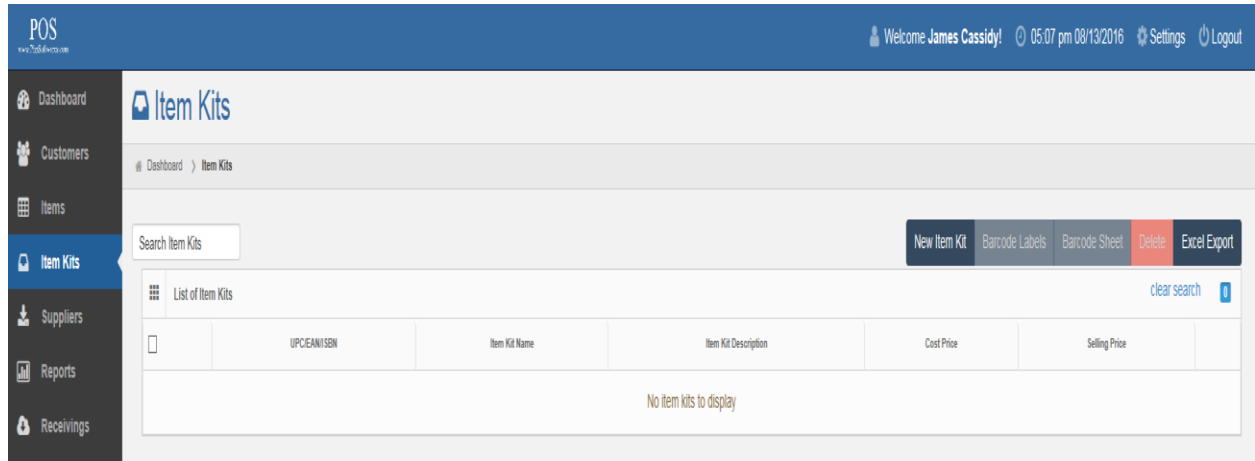 POS
Welcome James Cassidy! 05:07 pm 08/13/2016 Settings Logout
Dashboard
Customers
Items
Item Kits
Suppliers
Reports
Receivings
Item Kits
Dashboard > Item Kits
Search Item Kits
New Item Kit Barcode Labels Barcode Sheet Delete Excel Export
List of Item Kits clear search 0
UPC/EAN/ISBN Item Kit Name Item Kit Description Cost Price Selling Price
No item kits to display